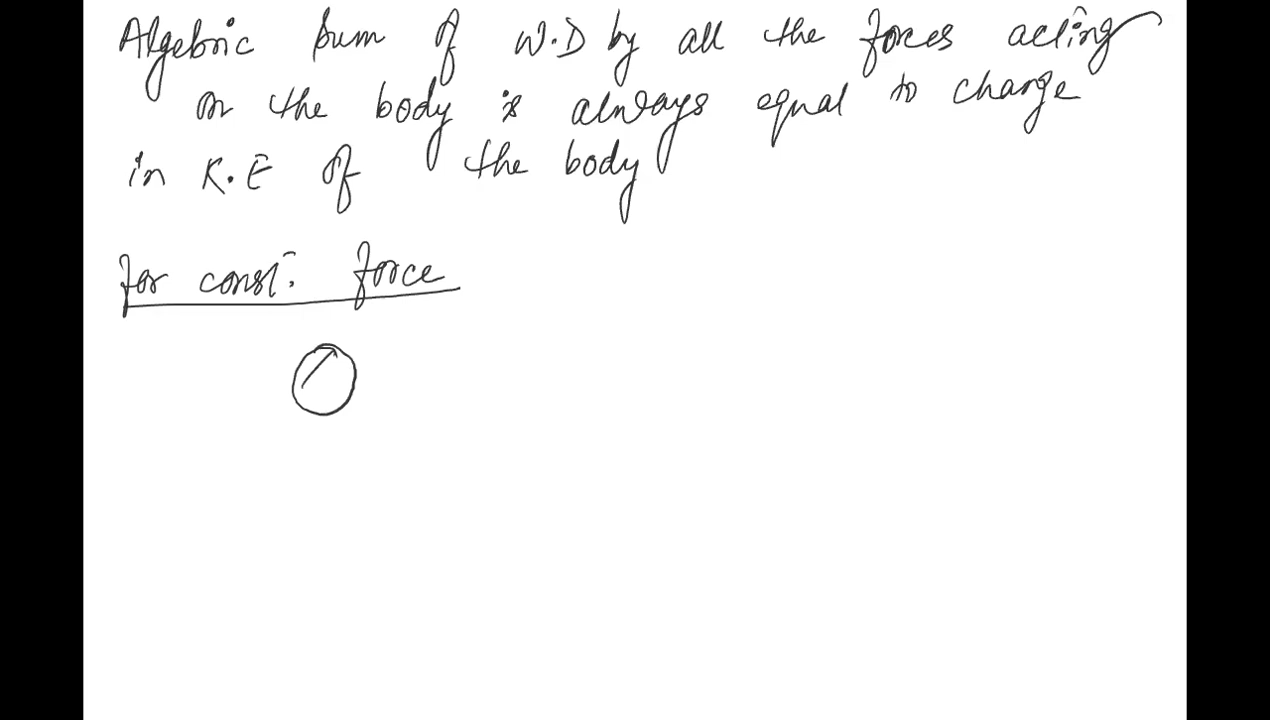 Algebric sum of W.D by all the forces acting
on the body is always equal to change
in K.E of the body
for const. force